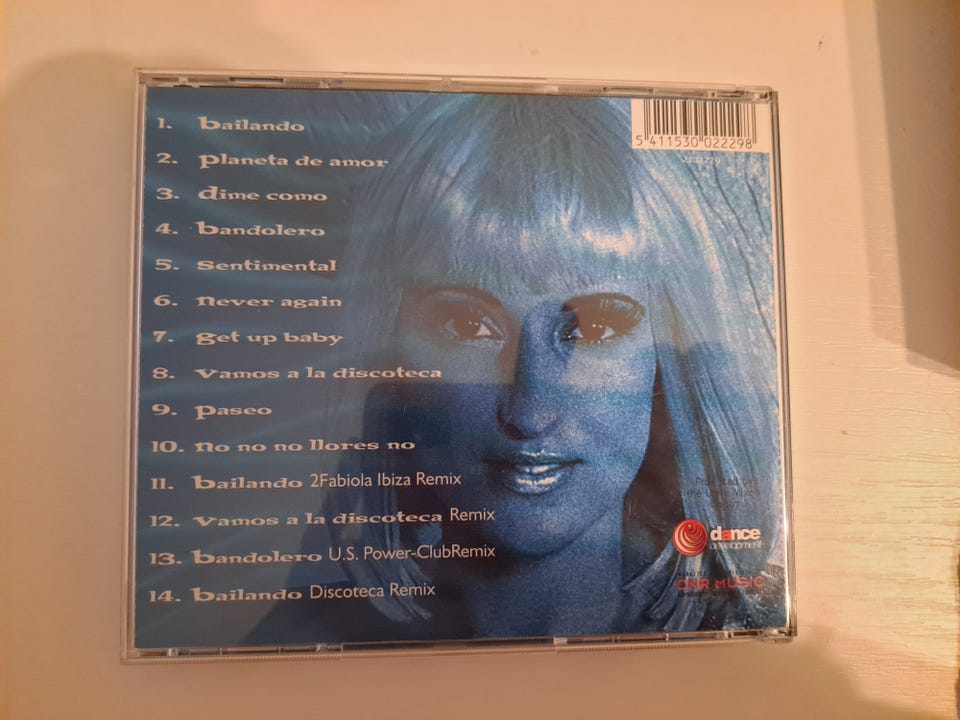 1. bailando
2. planeta de amor
3. dime como
4. bandolero
5. sentimental
6. never again
7. get up baby
8. vamos a la discoteca
9. paseo
10. no no no llores no
11. bailando 2Fabiola Ibiza Remix
12. vamos a la discoteca Remix
13. bandolero U.S. Power-ClubRemix
14. bailando Discoteca Remix
5 411530 022298
2102229
dance
development
CNR MUSIC